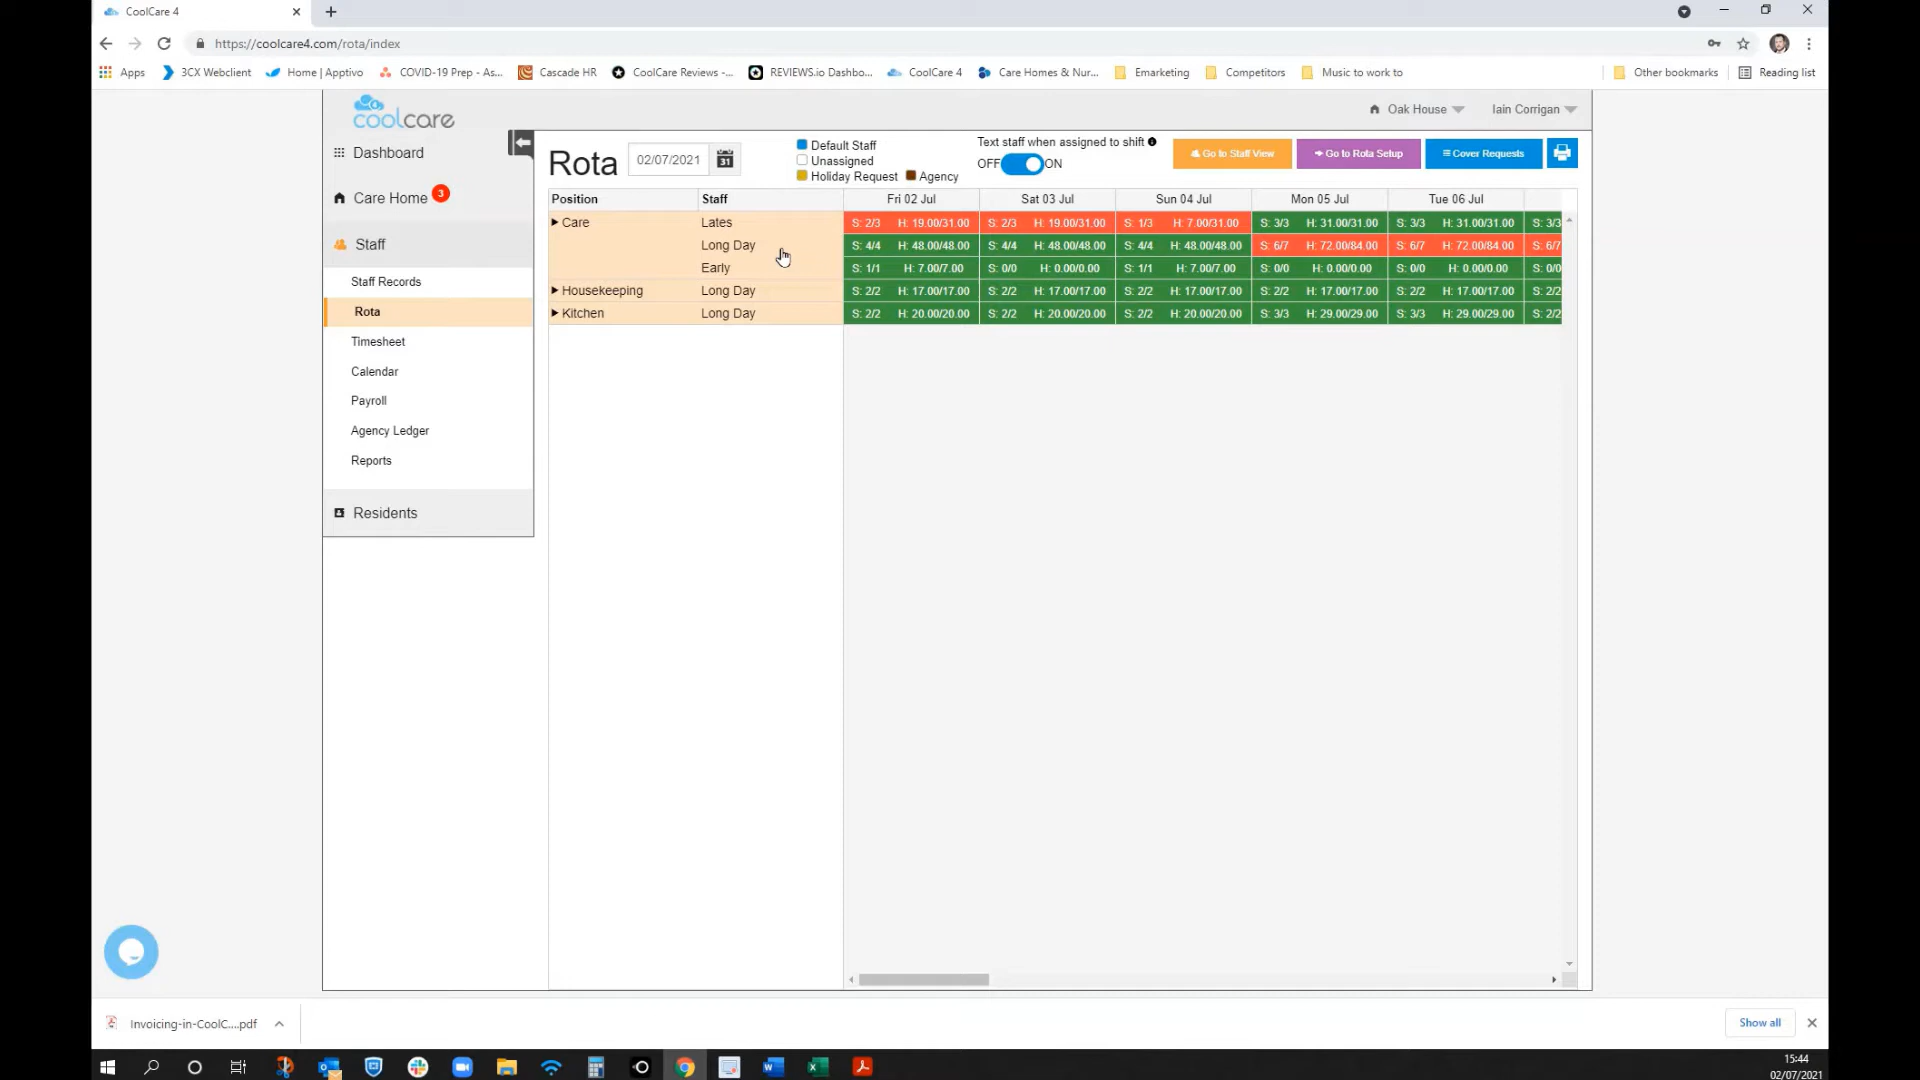 CoolCare 4
https://coolcare4.com/rota/index
Apps 3CX Webclient Home | Apptivo COVID-19 Prep - As... Cascade HR CoolCare Reviews -... REVIEWS.io Dashbo... CoolCare 4 Care Homes & Nur... Emarketing Competitors Music to work to Other bookmarks Reading list
coolcare
Oak House Iain Corrigan
Dashboard
Care Home 3
Staff
Staff Records
Rota
Timesheet
Calendar
Payroll
Agency Ledger
Reports
Residents
Rota 02/07/2021 31
Default Staff
Unassigned
Holiday Request Agency
Text staff when assigned to shift
OFF ON
Go to Staff View Go to Rota Setup Cover Requests
Position Staff Fri 02 Jul Sat 03 Jul Sun 04 Jul Mon 05 Jul Tue 06 Jul
Care Lates S: 2/3 H: 19.00/31.00 S: 2/3 H: 19.00/31.00 S: 1/3 H: 7.00/31.00 S: 3/3 H: 31.00/31.00 S: 3/3 H: 31.00/31.00 S: 3/3
Long Day S: 4/4 H: 48.00/48.00 S: 4/4 H: 48.00/48.00 S: 4/4 H: 48.00/48.00 S: 6/7 H: 72.00/84.00 S: 6/7 H: 72.00/84.00 S: 6/7
Early S: 1/1 H: 7.00/7.00 S: 0/0 H: 0.00/0.00 S: 1/1 H: 7.00/7.00 S: 0/0 H: 0.00/0.00 S: 0/0 H: 0.00/0.00 S: 0/0
Housekeeping Long Day S: 2/2 H: 17.00/17.00 S: 2/2 H: 17.00/17.00 S: 2/2 H: 17.00/17.00 S: 2/2 H: 17.00/17.00 S: 2/2 H: 17.00/17.00 S: 2/2
Kitchen Long Day S: 2/2 H: 20.00/20.00 S: 2/2 H: 20.00/20.00 S: 2/2 H: 20.00/20.00 S: 3/3 H: 29.00/29.00 S: 3/3 H: 29.00/29.00 S: 2/2
Invoicing-in-CoolC....pdf Show all
15:44
02/07/2021